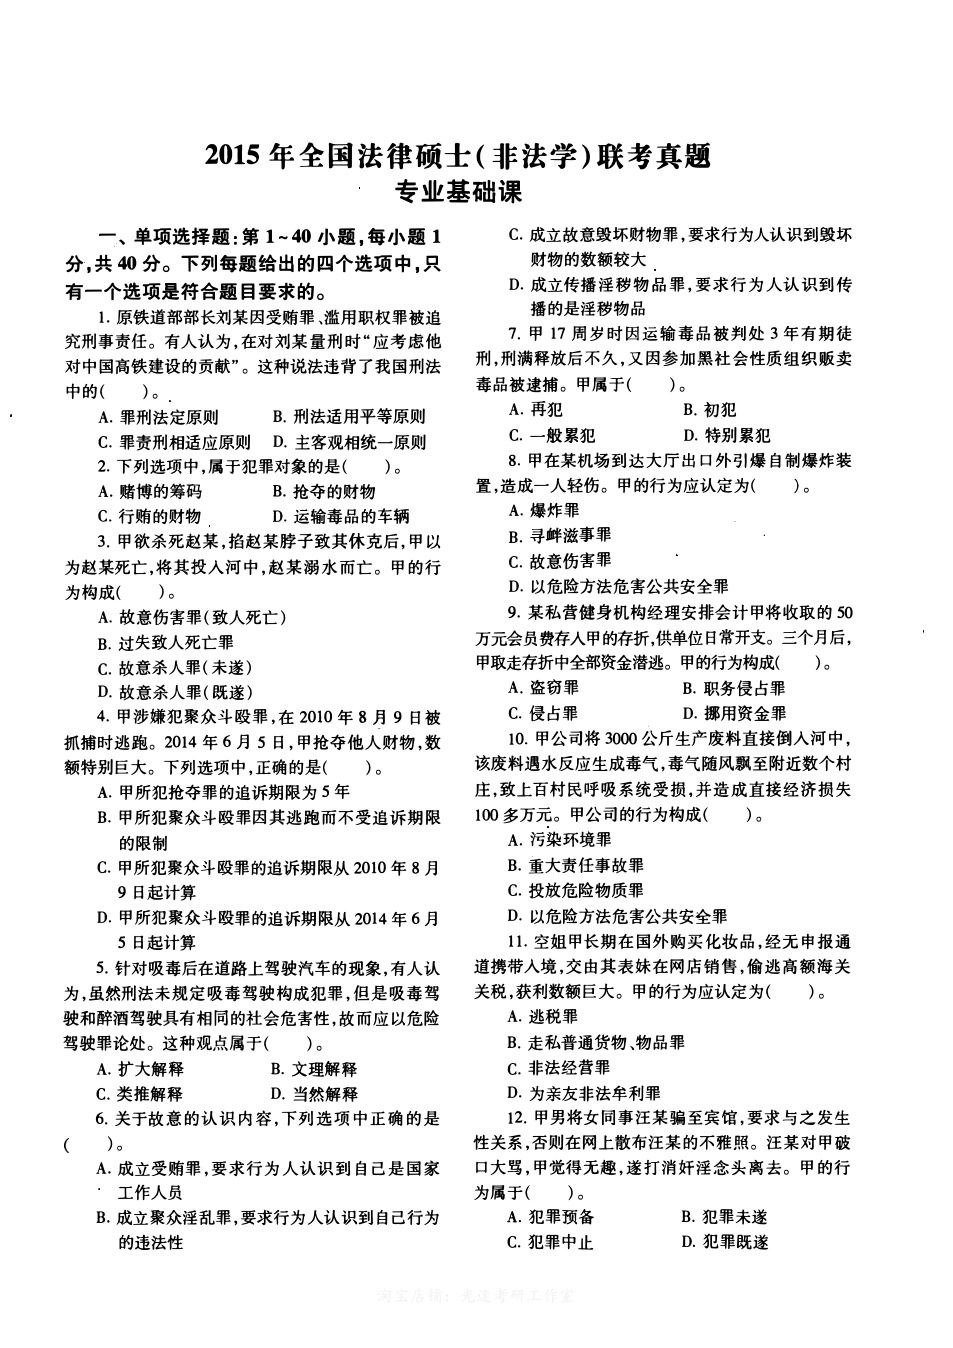 2015年全国法律硕士(非法学)联考真题
专业基础课
一、单项选择题:第1~40小题,每小题1
分,共40分。下列每题给出的四个选项中,只
有一个选项是符合题目要求的。
1. 原铁道部部长刘某因受贿罪、滥用职权罪被追
究刑事责任。有人认为,在对刘某量刑时“应考虑他
对中国高铁建设的贡献”。这种说法违背了我国刑法
中的(  )。
A. 罪刑法定原则 B. 刑法适用平等原则
C. 罪责刑相适应原则 D. 主客观相统一原则
2. 下列选项中,属于犯罪对象的是(  )。
A. 赌博的筹码 B. 抢夺的财物
C. 行贿的财物 D. 运输毒品的车辆
3. 甲欲杀死赵某,掐赵某脖子致其休克后,甲以
为赵某死亡,将其投入河中,赵某溺水而亡。甲的行
为构成(  )。
A. 故意伤害罪(致人死亡)
B. 过失致人死亡罪
C. 故意杀人罪(未遂)
D. 故意杀人罪(既遂)
4. 甲涉嫌犯聚众斗殴罪,在2010年8月9日被
抓捕时逃跑。2014年6月5日,甲抢夺他人财物,数
额特别巨大。下列选项中,正确的是(  )。
A. 甲所犯抢夺罪的追诉期限为5年
B. 甲所犯聚众斗殴罪因其逃跑而不受追诉期限
的限制
C. 甲所犯聚众斗殴罪的追诉期限从2010年8月
9日起计算
D. 甲所犯聚众斗殴罪的追诉期限从2014年6月
5日起计算
5. 针对吸毒后在道路上驾驶汽车的现象,有人认
为,虽然刑法未规定吸毒驾驶构成犯罪,但是吸毒驾
驶和醉酒驾驶具有相同的社会危害性,故而应以危险
驾驶罪论处。这种观点属于(  )。
A. 扩大解释 B. 文理解释
C. 类推解释 D. 当然解释
6. 关于故意的认识内容,下列选项中正确的是
(  )。
A. 成立受贿罪,要求行为人认识到自己是国家
工作人员
B. 成立聚众淫乱罪,要求行为人认识到自己行为
的违法性
C. 成立故意毁坏财物罪,要求行为人认识到毁坏
财物的数额较大
D. 成立传播淫秽物品罪,要求行为人认识到传
播的是淫秽物品
7. 甲17周岁时因运输毒品被判处3年有期徒
刑,刑满释放后不久,又因参加黑社会性质组织贩卖
毒品被逮捕。甲属于(  )。
A. 再犯 B. 初犯
C. 一般累犯 D. 特别累犯
8. 甲在某机场到达大厅出口外引爆自制爆炸装
置,造成一人轻伤。甲的行为应认定为(  )。
A. 爆炸罪
B. 寻衅滋事罪
C. 故意伤害罪
D. 以危险方法危害公共安全罪
9. 某私营健身机构经理安排会计甲将收取的50
万元会员费存入甲的存折,供单位日常开支。三个月后,
甲取走存折中全部资金潜逃。甲的行为构成(  )。
A. 盗窃罪 B. 职务侵占罪
C. 侵占罪 D. 挪用资金罪
10. 甲公司将3000公斤生产废料直接倒入河中,
该废料遇水反应生成毒气,毒气随风飘至附近数个村
庄,致上百村民呼吸系统受损,并造成直接经济损失
100多万元。甲公司的行为构成(  )。
A. 污染环境罪
B. 重大责任事故罪
C. 投放危险物质罪
D. 以危险方法危害公共安全罪
11. 空姐甲长期在国外购买化妆品,经无申报通
道携带入境,交由其表妹在网店销售,偷逃高额海关
关税,获利数额巨大。甲的行为应认定为(  )。
A. 逃税罪
B. 走私普通货物、物品罪
C. 非法经营罪
D. 为亲友非法牟利罪
12. 甲男将女同事汪某骗至宾馆,要求与之发生
性关系,否则在网上散布汪某的不雅照。汪某对甲破
口大骂,甲觉得无趣,遂打消奸淫念头离去。甲的行
为属于(  )。
A. 犯罪预备 B. 犯罪未遂
C. 犯罪中止 D. 犯罪既遂
淘宝店铺:光速考研工作室